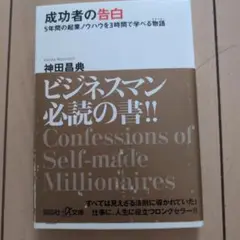 成功者の告白
5年間の起業ノウハウを3時間で学べる物語
神田昌典
ビジネスマン
必読の書!!
Confessions of
Self-made
Millionaires
すべては見えざる法則に導かれていた!
仕事に、人生に役立つロングセラー!!
講談社+α文庫